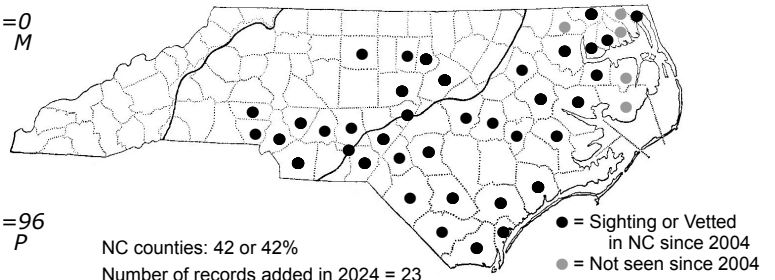 =0
M
=96
P
NC counties: 42 or 42%
Number of records added in 2024 = 23
= Sighting or Vetted
in NC since 2004
= Not seen since 2004